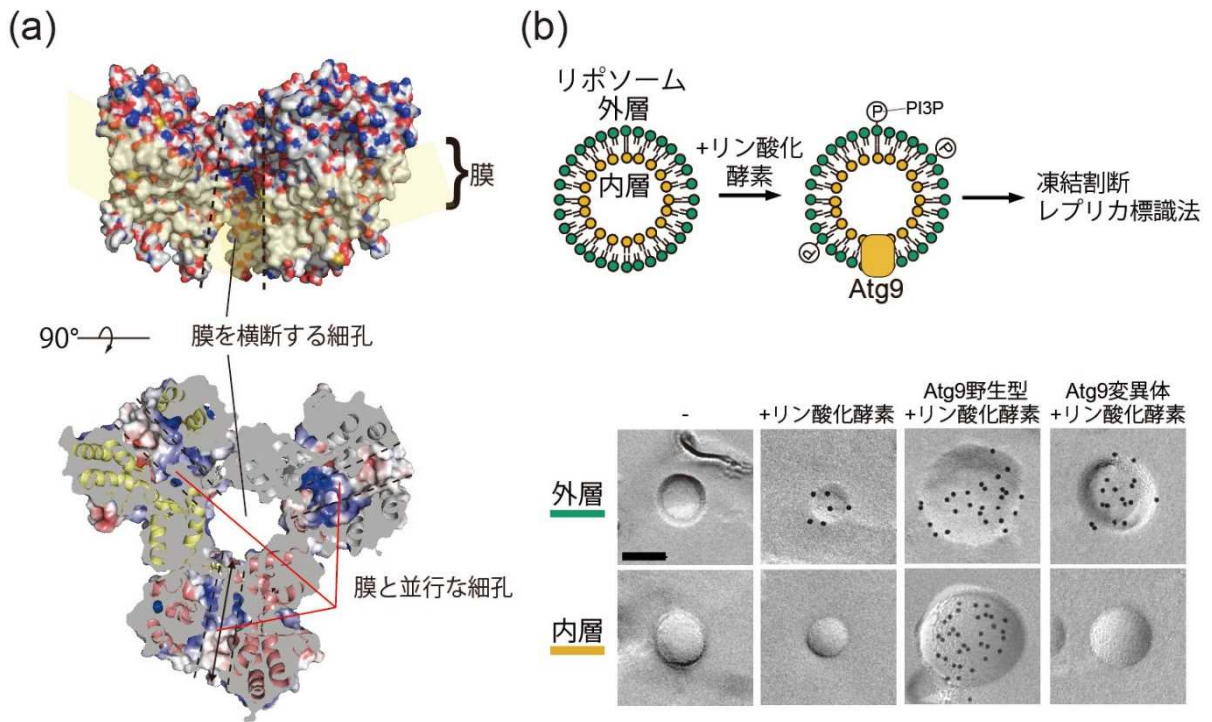 (a)
膜
90°
膜を横断する細孔
膜と並行な細孔
(b)
リポソーム
外層
内層
+リン酸化
酵素
P
PI3P
P
P
Atg9
凍結割断
レプリカ標識法
-
+リン酸化酵素
Atg9野生型
+リン酸化酵素
Atg9変異体
+リン酸化酵素
外層
内層